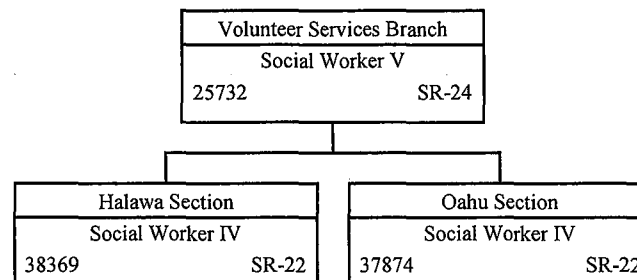 Volunteer Services Branch
Social Worker V
25732 SR-24
Halawa Section
Social Worker IV
38369 SR-22
Oahu Section
Social Worker IV
37874 SR-22